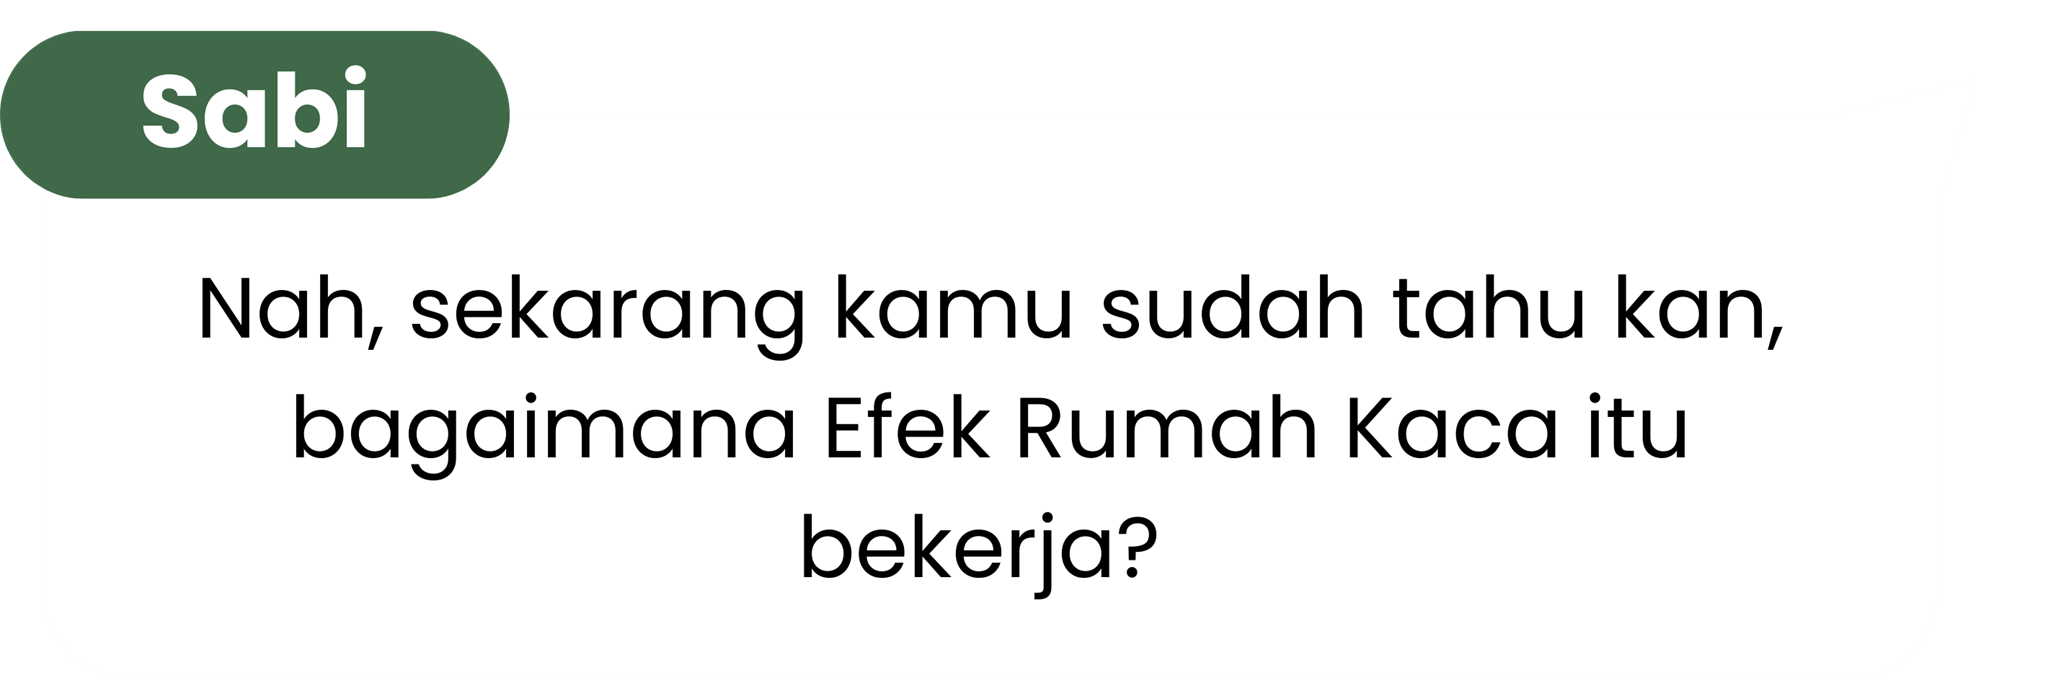 Sabi
Nah, sekarang kamu sudah tahu kan,
bagaimana Efek Rumah Kaca itu
bekerja?